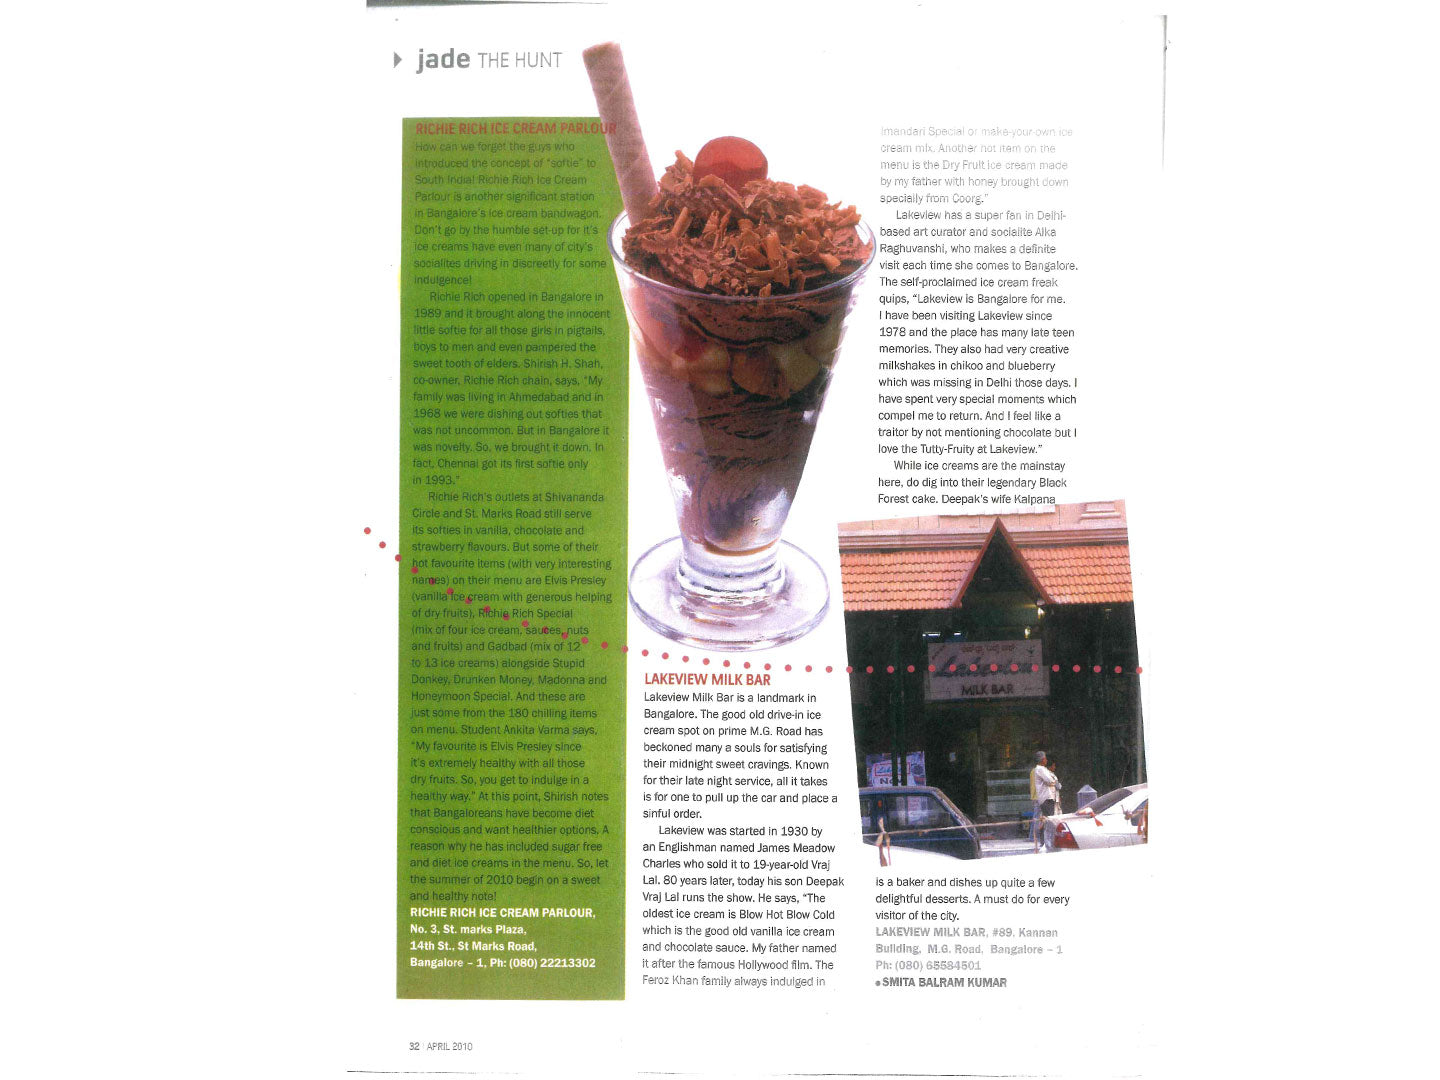 jade THE HUNT
RICHIE RICH ICE CREAM PARLOUR
How can we forget the guys who
introduced the concept of "softie" to
South India! Richie Rich Ice Cream
Parlour is another significant station
in Bangalore's ice cream bandwagon.
Don't go by the humble set-up for it's
ice creams have even many of city's
socialites driving in discreetly for some
indulgence!
Richie Rich opened in Bangalore in
1989 and it brought along the innocent
little softie for all those girls in pigtails,
boys to men and even pampered the
sweet tooth of elders. Shirish H. Shah,
co-owner, Richie Rich chain, says, "My
family was living in Ahmedabad and in
1968 we were dishing out softies that
was not uncommon. But in Bangalore it
was novelty. So, we brought it down. In
fact, Chennai got its first softie only
in 1993."
Richie Rich's outlets at Shivananda
Circle and St. Marks Road still serve
its softies in vanilla, chocolate and
strawberry flavours. But some of their
hot favourite items (with very interesting
names) on their menu are Elvis Presley
(vanilla ice cream with generous helping
of dry fruits), Richie Rich Special
(mix of four ice cream, sauces, nuts
and fruits) and Gadbad (mix of 12
to 13 ice creams) alongside Stupid
Donkey, Drunken Money, Madonna and
Honeymoon Special. And these are
just some from the 180 chilling items
on menu. Student Ankita Varma says,
"My favourite is Elvis Presley since
it's extremely healthy with all those
dry fruits. So, you get to indulge in a
healthy way." At this point, Shirish notes
that Bangaloreans have become diet
conscious and want healthier options. A
reason why he has included sugar free
and diet ice creams in the menu. So, let
the summer of 2010 begin on a sweet
and healthy note!
RICHIE RICH ICE CREAM PARLOUR,
No. 3, St. marks Plaza,
14th St., St Marks Road,
Bangalore – 1, Ph: (080) 22213302
LAKEVIEW MILK BAR
Lakeview Milk Bar is a landmark in
Bangalore. The good old drive-in ice
cream spot on prime M.G. Road has
beckoned many a souls for satisfying
their midnight sweet cravings. Known
for their late night service, all it takes
is for one to pull up the car and place a
sinful order.
Lakeview was started in 1930 by
an Englishman named James Meadow
Charles who sold it to 19-year-old Vraj
Lal. 80 years later, today his son Deepak
Vraj Lal runs the show. He says, "The
oldest ice cream is Blow Hot Blow Cold
which is the good old vanilla ice cream
and chocolate sauce. My father named
it after the famous Hollywood film. The
Feroz Khan family always indulged in
Imandari Special or make-your-own ice
cream mix. Another hot item on the
menu is the Dry Fruit ice cream made
by my father with honey brought down
specially from Coorg."
Lakeview has a super fan in Delhi-
based art curator and socialite Alka
Raghuvanshi, who makes a definite
visit each time she comes to Bangalore.
The self-proclaimed ice cream freak
quips, "Lakeview is Bangalore for me.
I have been visiting Lakeview since
1978 and the place has many late teen
memories. They also had very creative
milkshakes in chikoo and blueberry
which was missing in Delhi those days. I
have spent very special moments which
compel me to return. And I feel like a
traitor by not mentioning chocolate but I
love the Tutty-Fruity at Lakeview."
While ice creams are the mainstay
here, do dig into their legendary Black
Forest cake. Deepak's wife Kalpana
Lakeview
MILK BAR
is a baker and dishes up quite a few
delightful desserts. A must do for every
visitor of the city.
LAKEVIEW MILK BAR, #89, Kannan
Building, M.G. Road, Bangalore – 1
Ph: (080) 65584501
•SMITA BALRAM KUMAR
32 | APRIL 2010